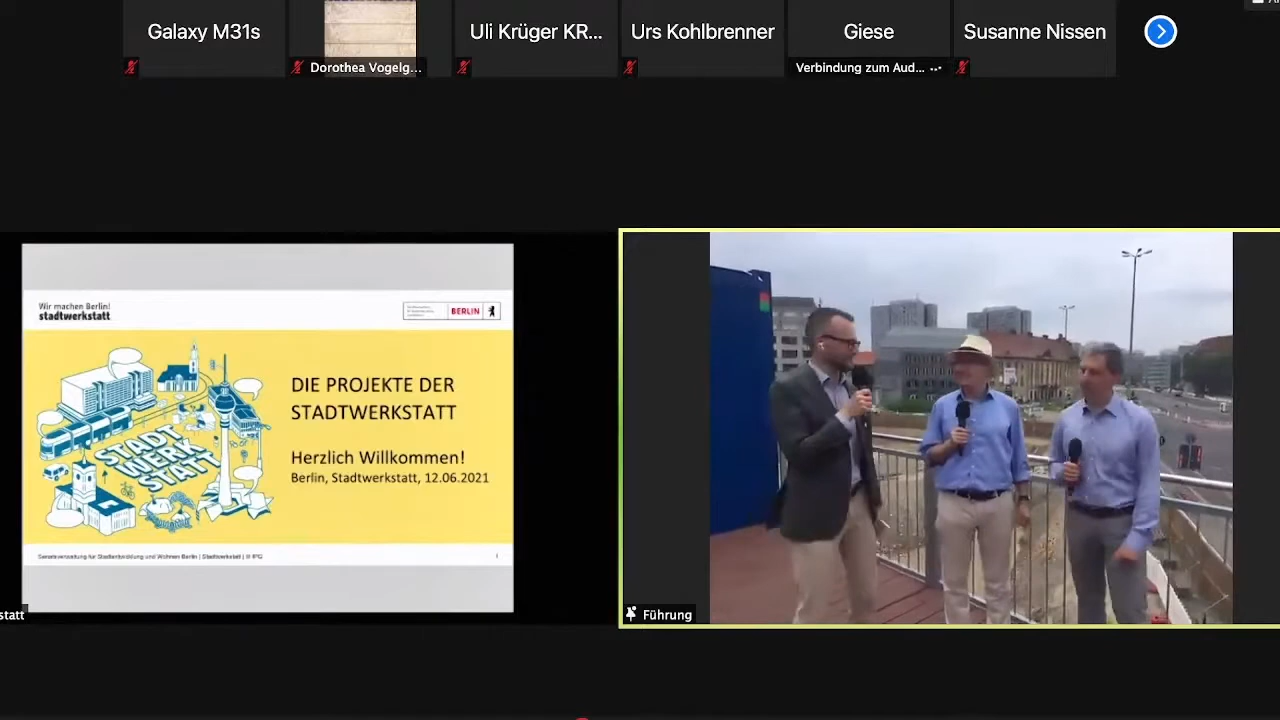 Galaxy M31s
Dorothea Vogelg...
Uli Krüger KR...
Urs Kohlbrenner
Giese
Verbindung zum Aud...
Susanne Nissen
Wir machen Berlin!
stadtwerkstatt
BERLIN
STADT
WERK
STATT
DIE PROJEKTE DER
STADTWERKSTATT
Herzlich Willkommen!
Berlin, Stadtwerkstatt, 12.06.2021
Senatsverwaltung für Stadtentwicklung und Wohnen Berlin | Stadtwerkstatt | III IPG
statt
Führung